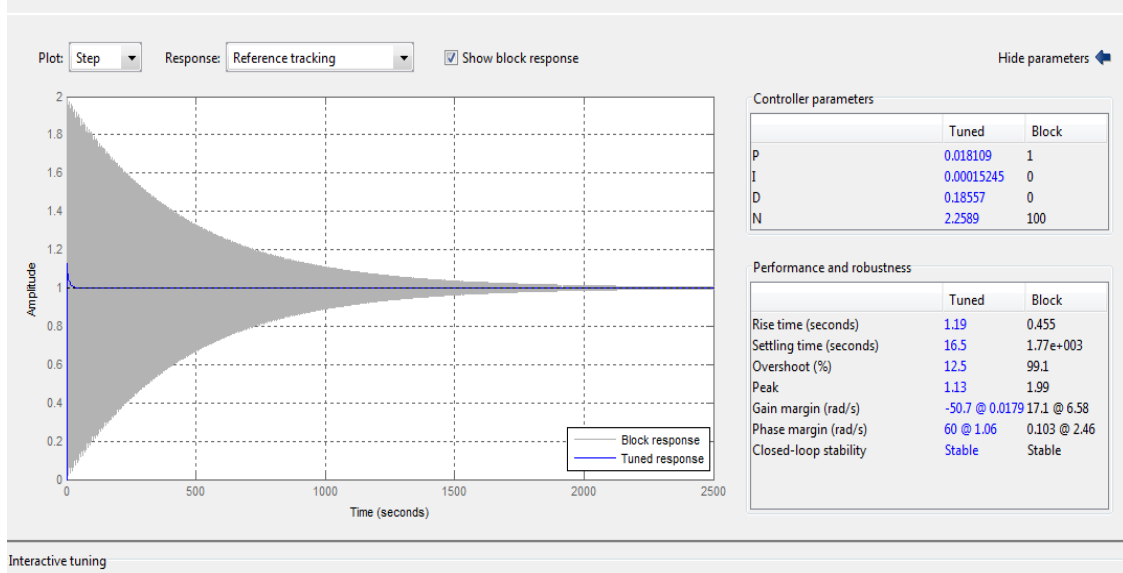 Plot: Step Response: Reference tracking Show block response Hide parameters
2
1.8
1.6
1.4
1.2
1
0.8
0.6
0.4
0.2
0
Amplitude
0 500 1000 1500 2000 2500
Time (seconds)
Block response
Tuned response
Controller parameters
Tuned Block
P 0.018109 1
I 0.00015245 0
D 0.18557 0
N 2.2589 100
Performance and robustness
Tuned Block
Rise time (seconds) 1.19 0.455
Settling time (seconds) 16.5 1.77e+003
Overshoot (%) 12.5 99.1
Peak 1.13 1.99
Gain margin (rad/s) -50.7 @ 0.0179 17.1 @ 6.58
Phase margin (rad/s) 60 @ 1.06 0.103 @ 2.46
Closed-loop stability Stable Stable
Interactive tuning